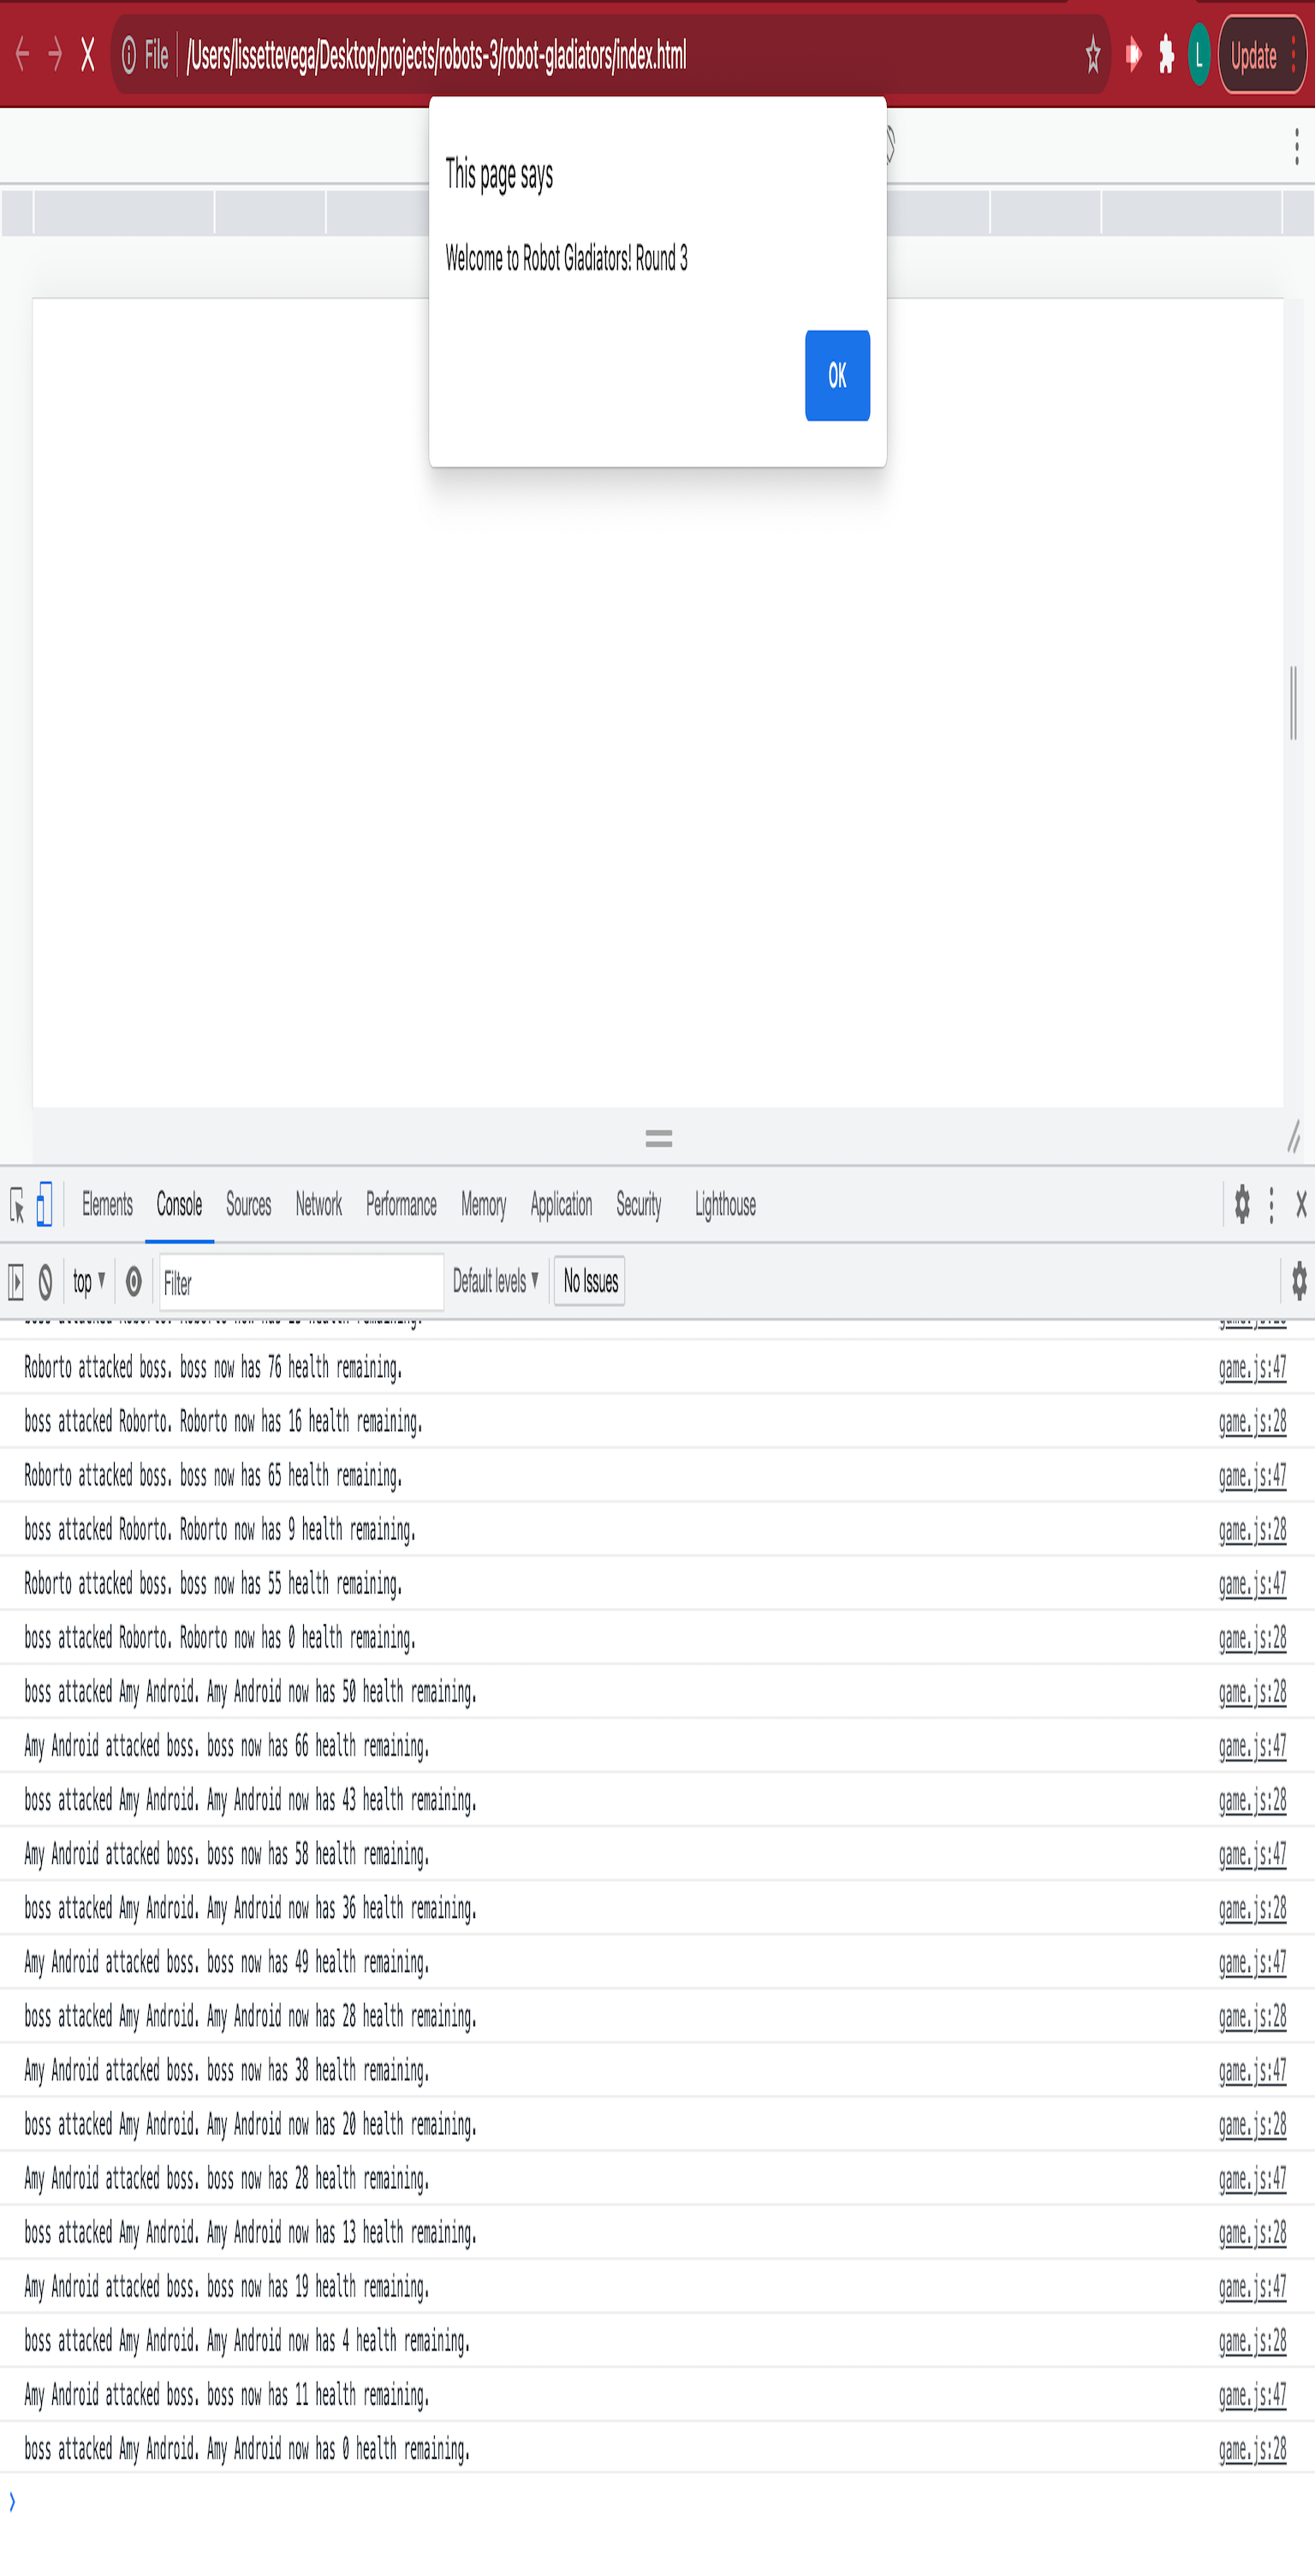 File /Users/lissettevega/Desktop/projects/robots-3/robot-gladiators/index.html L Update
This page says
Welcome to Robot Gladiators! Round 3
OK
Elements Console Sources Network Performance Memory Application Security Lighthouse
top Filter Default levels No Issues
Roborto attacked boss. boss now has 76 health remaining. game.js:47
boss attacked Roborto. Roborto now has 16 health remaining. game.js:28
Roborto attacked boss. boss now has 65 health remaining. game.js:47
boss attacked Roborto. Roborto now has 9 health remaining. game.js:28
Roborto attacked boss. boss now has 55 health remaining. game.js:47
boss attacked Roborto. Roborto now has 0 health remaining. game.js:28
boss attacked Amy Android. Amy Android now has 50 health remaining. game.js:28
Amy Android attacked boss. boss now has 66 health remaining. game.js:47
boss attacked Amy Android. Amy Android now has 43 health remaining. game.js:28
Amy Android attacked boss. boss now has 58 health remaining. game.js:47
boss attacked Amy Android. Amy Android now has 36 health remaining. game.js:28
Amy Android attacked boss. boss now has 49 health remaining. game.js:47
boss attacked Amy Android. Amy Android now has 28 health remaining. game.js:28
Amy Android attacked boss. boss now has 38 health remaining. game.js:47
boss attacked Amy Android. Amy Android now has 20 health remaining. game.js:28
Amy Android attacked boss. boss now has 28 health remaining. game.js:47
boss attacked Amy Android. Amy Android now has 13 health remaining. game.js:28
Amy Android attacked boss. boss now has 19 health remaining. game.js:47
boss attacked Amy Android. Amy Android now has 4 health remaining. game.js:28
Amy Android attacked boss. boss now has 11 health remaining. game.js:47
boss attacked Amy Android. Amy Android now has 0 health remaining. game.js:28